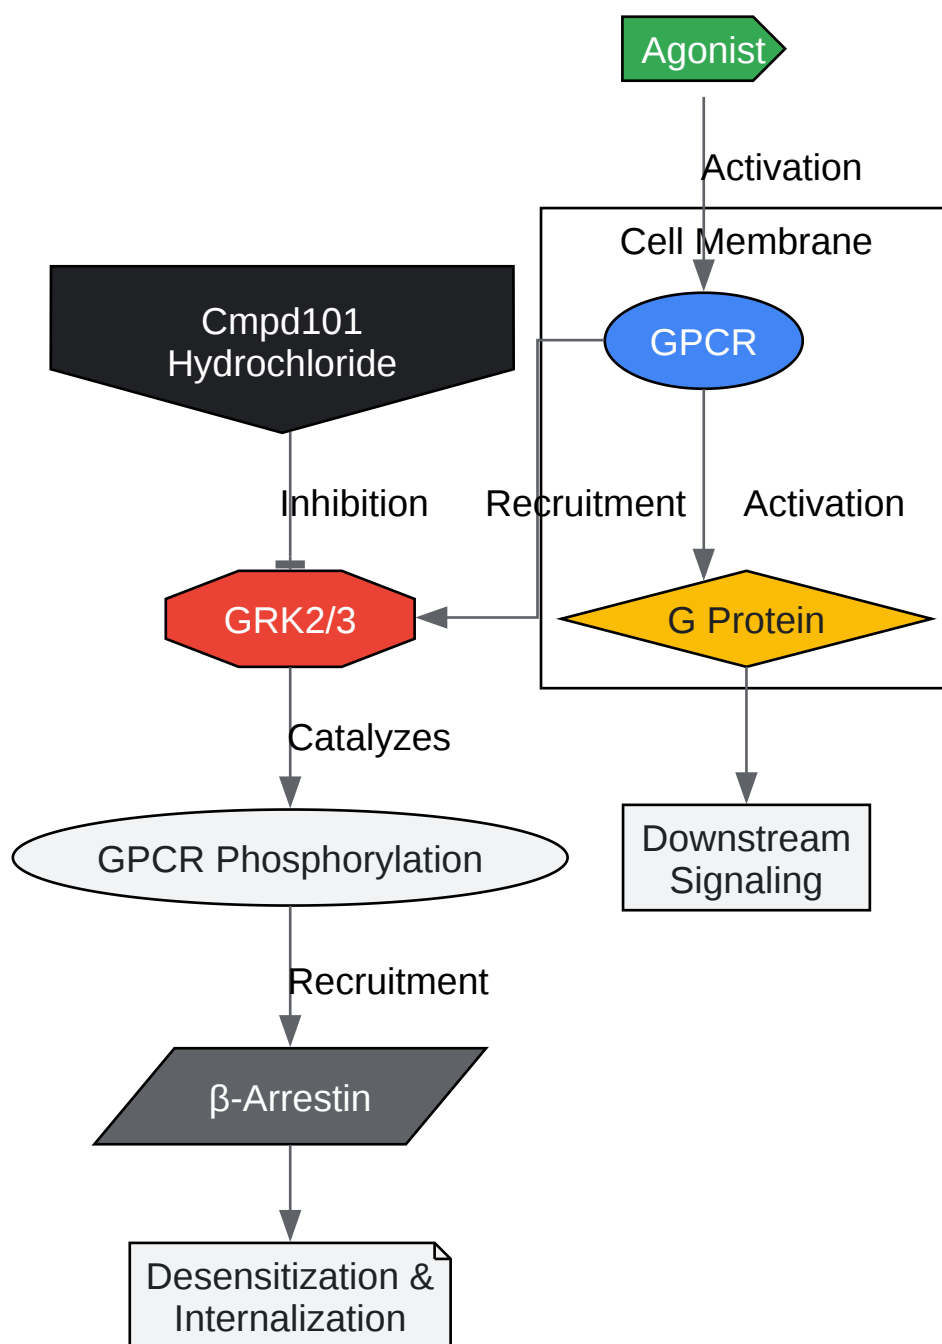 Agonist
Activation
Cell Membrane
Cmpd101
Hydrochloride
GPCR
Inhibition
Recruitment
Activation
GRK2/3
G Protein
Catalyzes
GPCR Phosphorylation
Downstream
Signaling
Recruitment
β-Arrestin
Desensitization &
Internalization